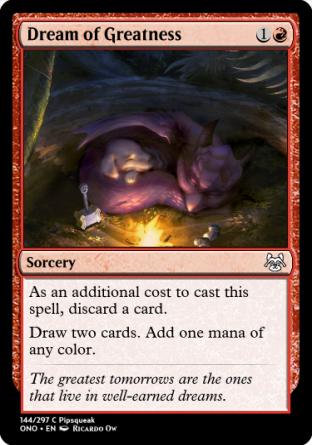 Dream of Greatness 1
Sorcery
As an additional cost to cast this
spell, discard a card.
Draw two cards. Add one mana of
any color.
The greatest tomorrows are the ones
that live in well-earned dreams.
144/297 C Pipsqueak
ONO • EN Ricardo Ow